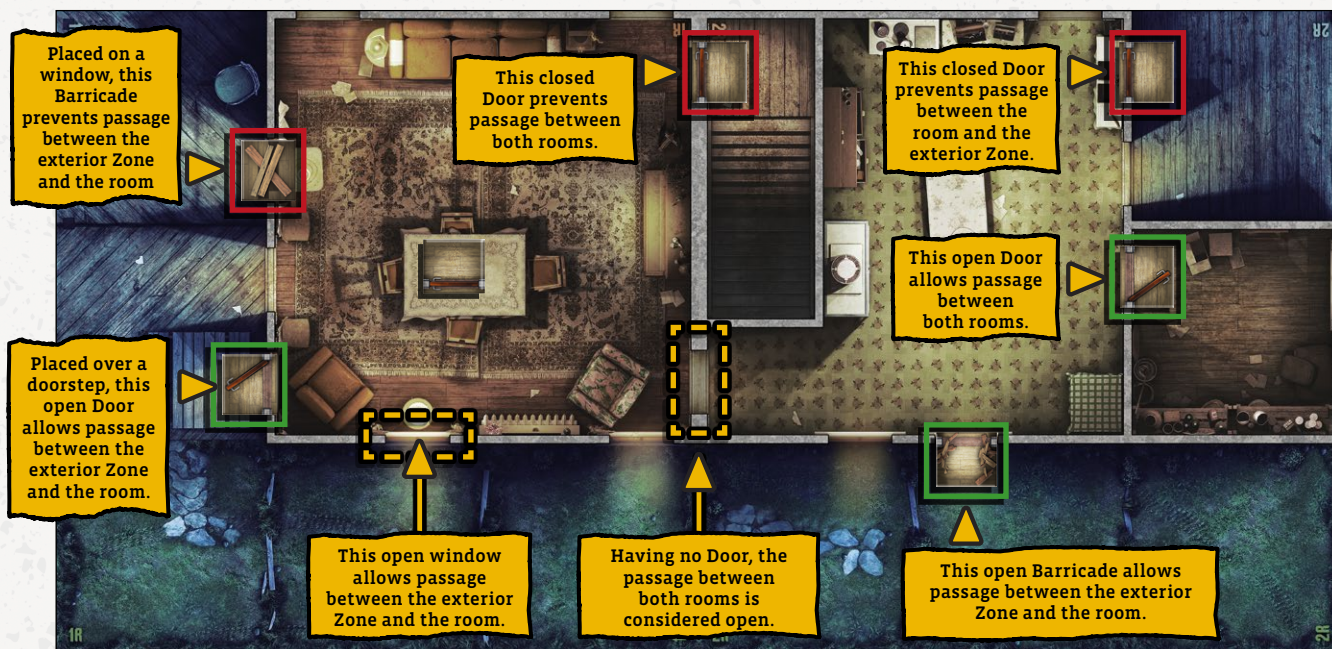 Placed on a
window, this
Barricade
prevents passage
between the
exterior Zone
and the room
This closed
Door prevents
passage between
both rooms.
This closed Door
prevents passage
between the
room and the
exterior Zone.
This open Door
allows passage
between
both rooms.
Placed over a
doorstep, this
open Door
allows passage
between the
exterior Zone
and the room.
This open window
allows passage
between the exterior
Zone and the room.
Having no Door, the
passage between
both rooms is
considered open.
This open Barricade allows
passage between the exterior
Zone and the room.
1R
2R
2R